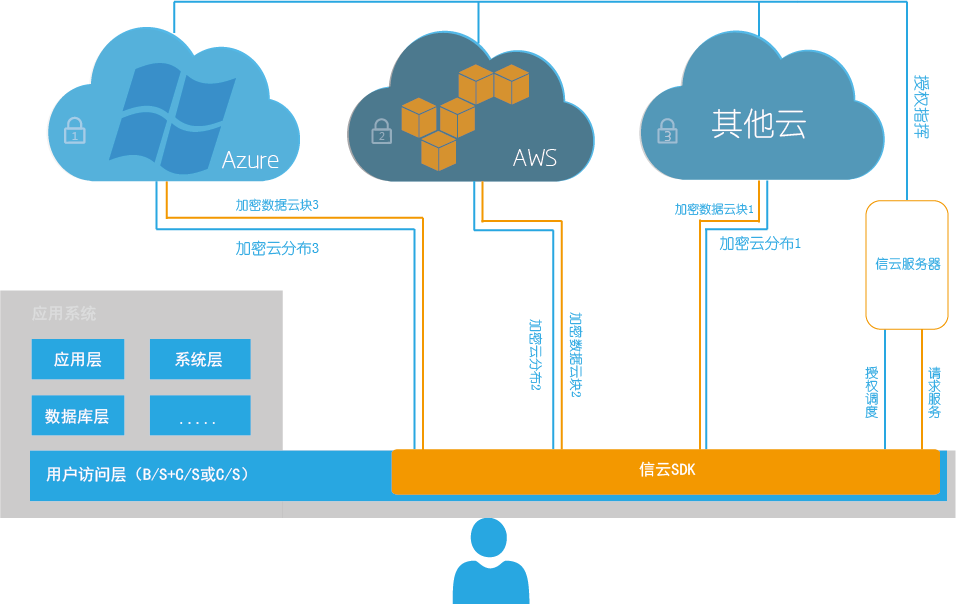 授权指挥
1
Azure
2
AWS
3
其他云
加密数据云块3
加密云分布3
加密数据云块1
加密云分布1
信云服务器
应用系统
加密云分布2
加密数据云块2
应用层
系统层
授权调度
请求服务
数据库层
.....
用户访问层（B/S+C/S或C/S）
信云SDK